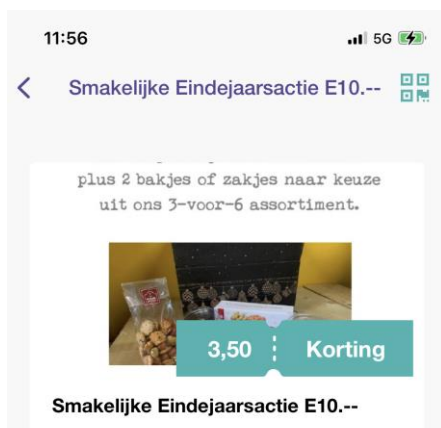 11:56
5G
Smakelijke Eindejaarsactie E10.--
plus 2 bakjes of zakjes naar keuze
uit ons 3-voor-6 assortiment.
3,50 Korting
Smakelijke Eindejaarsactie E10.--